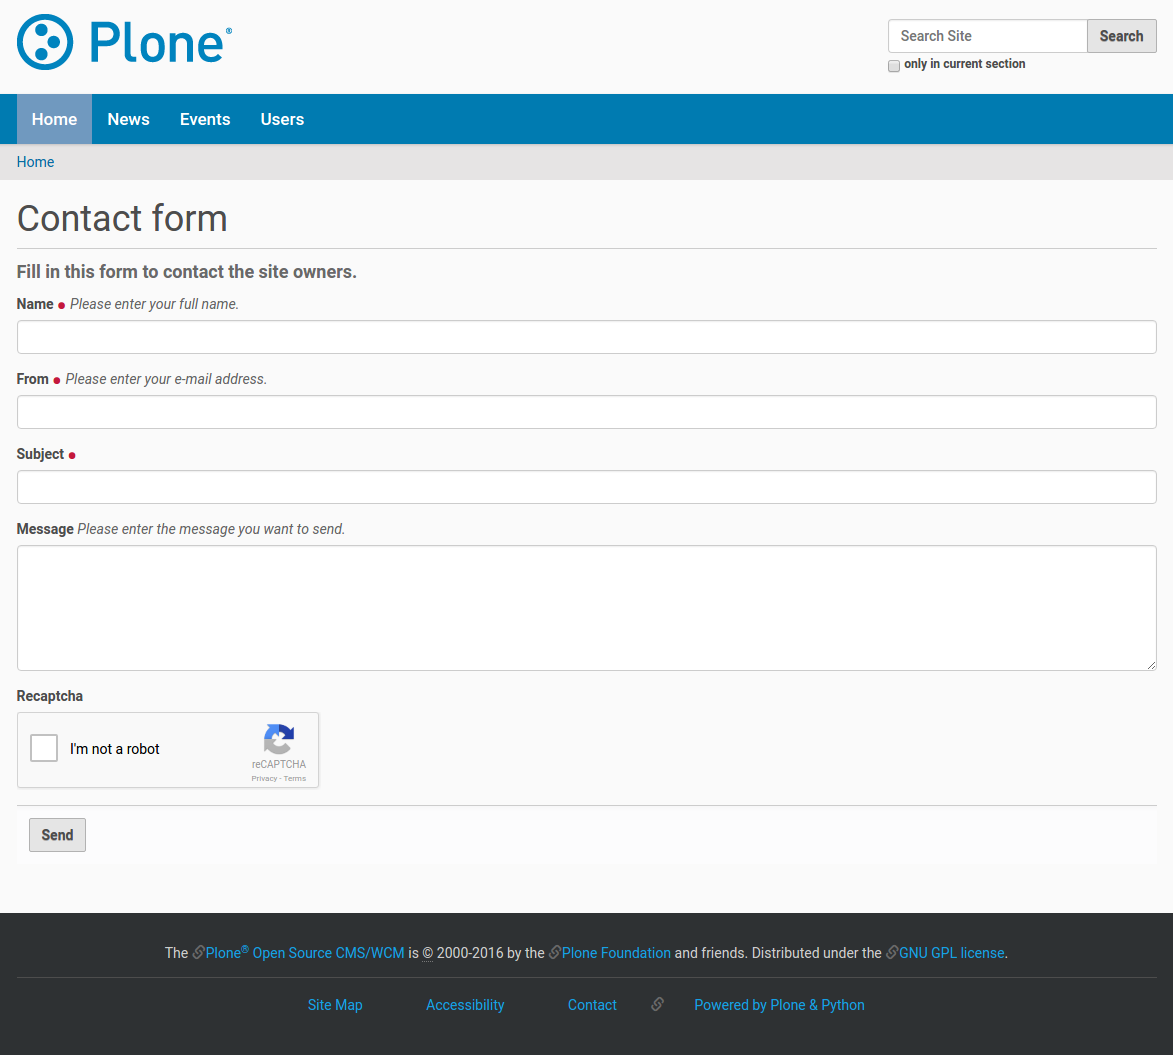 Plone®
Search Site
Search
only in current section
Home
News
Events
Users
Home
Contact form
Fill in this form to contact the site owners.
Name ● Please enter your full name.
From ● Please enter your e-mail address.
Subject ●
Message Please enter the message you want to send.
Recaptcha
I'm not a robot
reCAPTCHA
Privacy - Terms
Send
The Plone® Open Source CMS/WCM is © 2000-2016 by the Plone Foundation and friends. Distributed under the GNU GPL license.
Site Map
Accessibility
Contact
Powered by Plone & Python